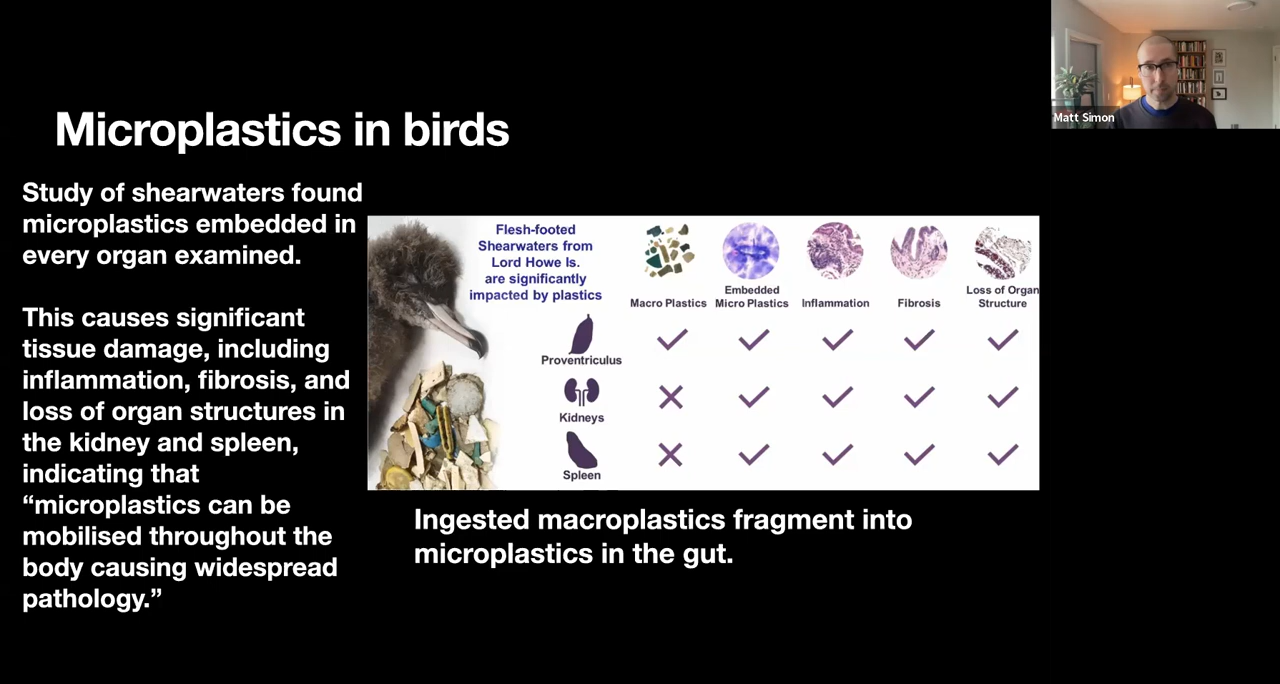 Matt Simon
Microplastics in birds
Study of shearwaters found
microplastics embedded in
every organ examined.
This causes significant
tissue damage, including
inflammation, fibrosis, and
loss of organ structures in
the kidney and spleen,
indicating that
“microplastics can be
mobilised throughout the
body causing widespread
pathology.”
Flesh-footed
Shearwaters from
Lord Howe Is.
are significantly
impacted by plastics
Macro Plastics
Embedded
Micro Plastics
Inflammation
Fibrosis
Loss of Organ
Structure
Proventriculus
Kidneys
Spleen
Ingested macroplastics fragment into
microplastics in the gut.